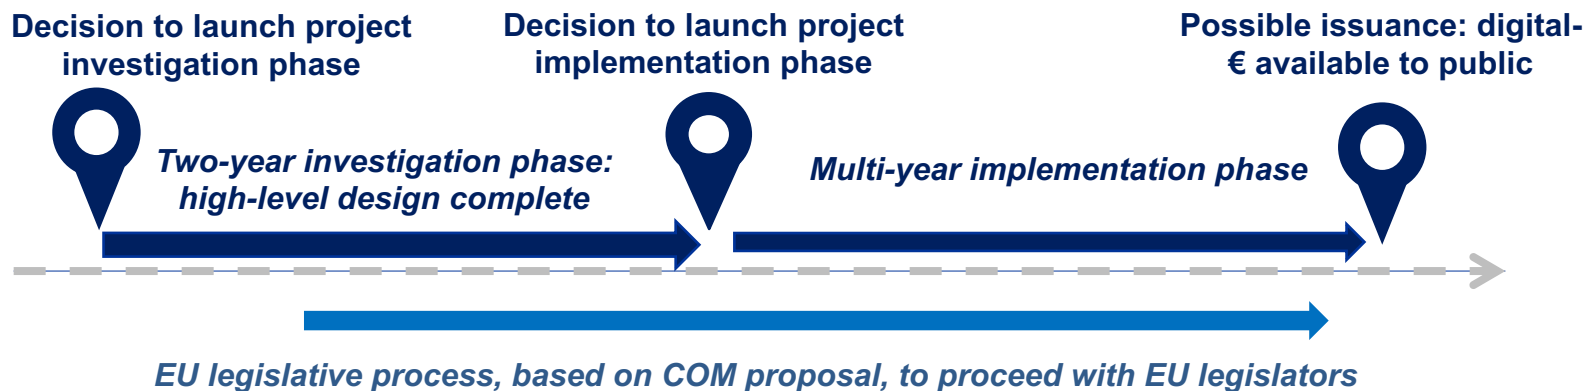 Decision to launch project
investigation phase
Decision to launch project
implementation phase
Possible issuance: digital-
€ available to public
Two-year investigation phase:
high-level design complete
Multi-year implementation phase
EU legislative process, based on COM proposal, to proceed with EU legislators